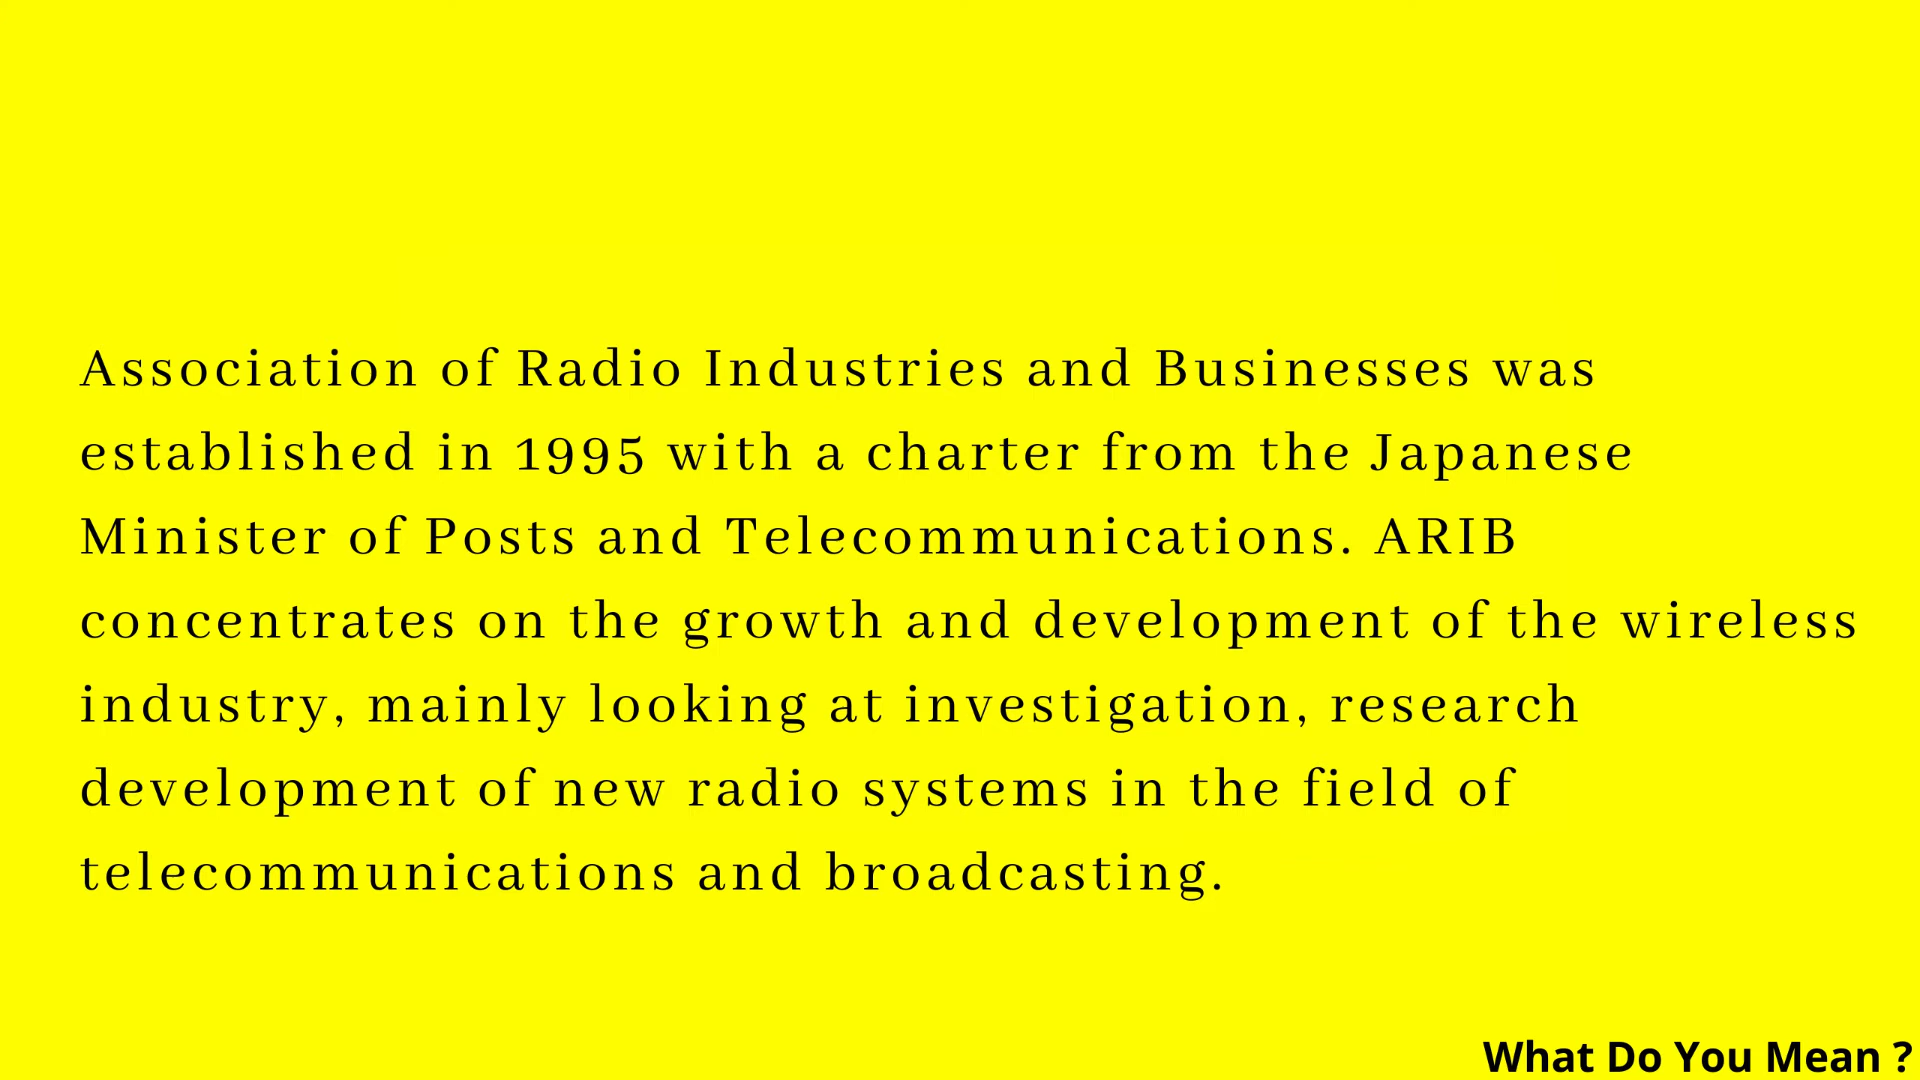 Association of Radio Industries and Businesses was
established in 1995 with a charter from the Japanese
Minister of Posts and Telecommunications. ARIB
concentrates on the growth and development of the wireless
industry, mainly looking at investigation, research
development of new radio systems in the field of
telecommunications and broadcasting.
What Do You Mean ?